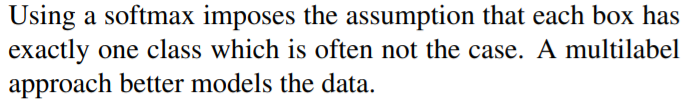 Using a softmax imposes the assumption that each box has
exactly one class which is often not the case. A multilabel
approach better models the data.